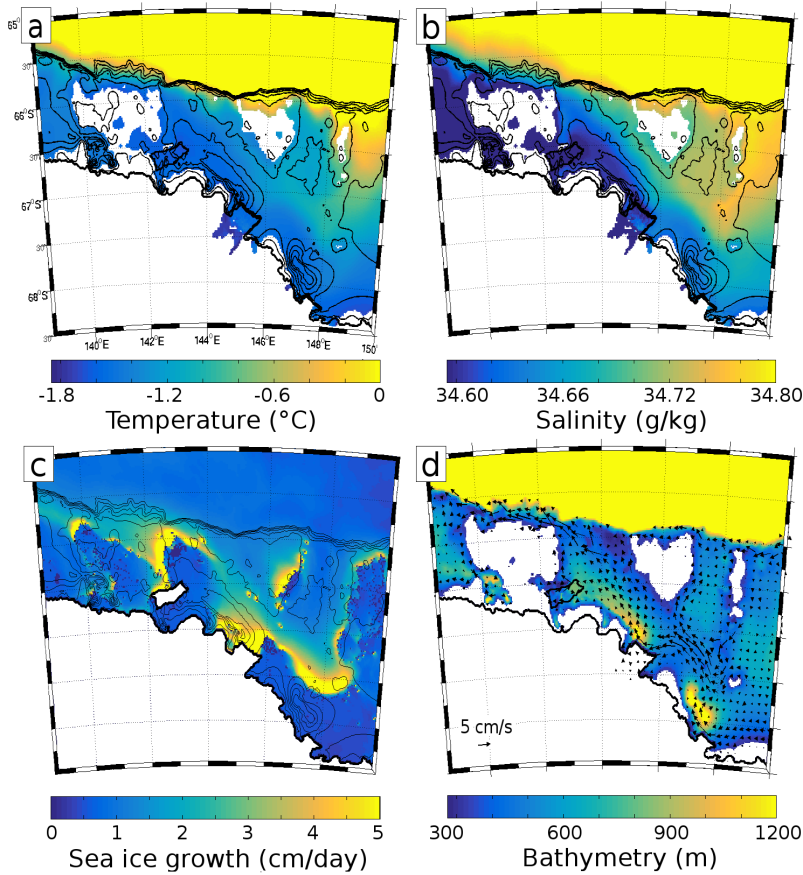 a
b
65°
30'
66°S
30'
67°S
30'
68°S
30'
140°E
142°E
144°E
146°E
148°E
150°
-1.8
-1.2
-0.6
0
Temperature (°C)
34.60
34.66
34.72
34.80
Salinity (g/kg)
c
d
5 cm/s
0
1
2
3
4
5
Sea ice growth (cm/day)
300
600
900
1200
Bathymetry (m)